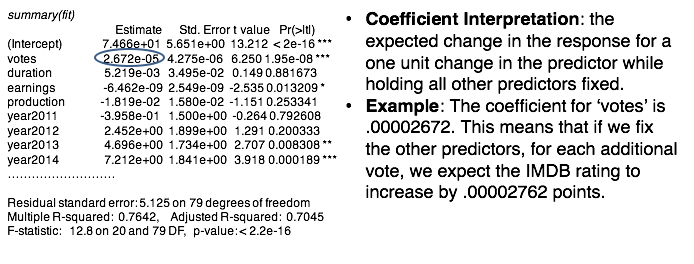 summary(fit)
Estimate Std. Error t value Pr(>ltl)
(Intercept) 7.466e+01 5.651e+00 13.212 < 2e-16 ***
votes 2.672e-05 4.275e-06 6.250 1.95e-08 ***
duration 5.219e-03 3.495e-02 0.149 0.881673
earnings -6.462e-09 2.549e-09 -2.535 0.013209 *
production -1.819e-02 1.580e-02 -1.151 0.253341
year2011 -3.958e-01 1.500e+00 -0.264 0.792608
year2012 2.452e+00 1.899e+00 1.291 0.200333
year2013 4.696e+00 1.734e+00 2.707 0.008308 **
year2014 7.212e+00 1.841e+00 3.918 0.000189 ***
...........................
Residual standard error: 5.125 on 79 degrees of freedom
Multiple R-squared: 0.7642, Adjusted R-squared: 0.7045
F-statistic: 12.8 on 20 and 79 DF, p-value: < 2.2e-16
• Coefficient Interpretation: the
expected change in the response for a
one unit change in the predictor while
holding all other predictors fixed.
• Example: The coefficient for ‘votes’ is
.00002672. This means that if we fix
the other predictors, for each additional
vote, we expect the IMDB rating to
increase by .00002762 points.